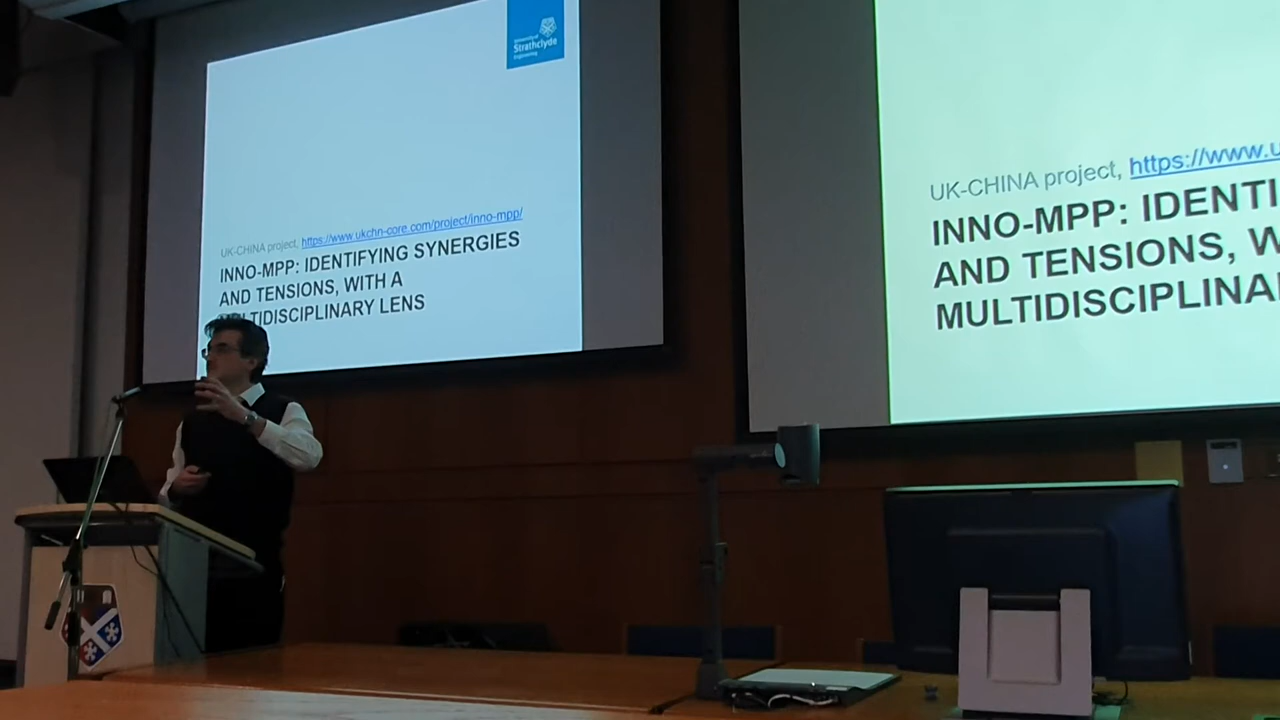 University of
Strathclyde
Engineering
UK-CHINA project, https://www.ukchn-core.com/project/inno-mpp/
INNO-MPP: IDENTIFYING SYNERGIES
AND TENSIONS, WITH A
MULTIDISCIPLINARY LENS
UK-CHINA project, https://www.u
INNO-MPP: IDENTI
AND TENSIONS, W
MULTIDISCIPLINA